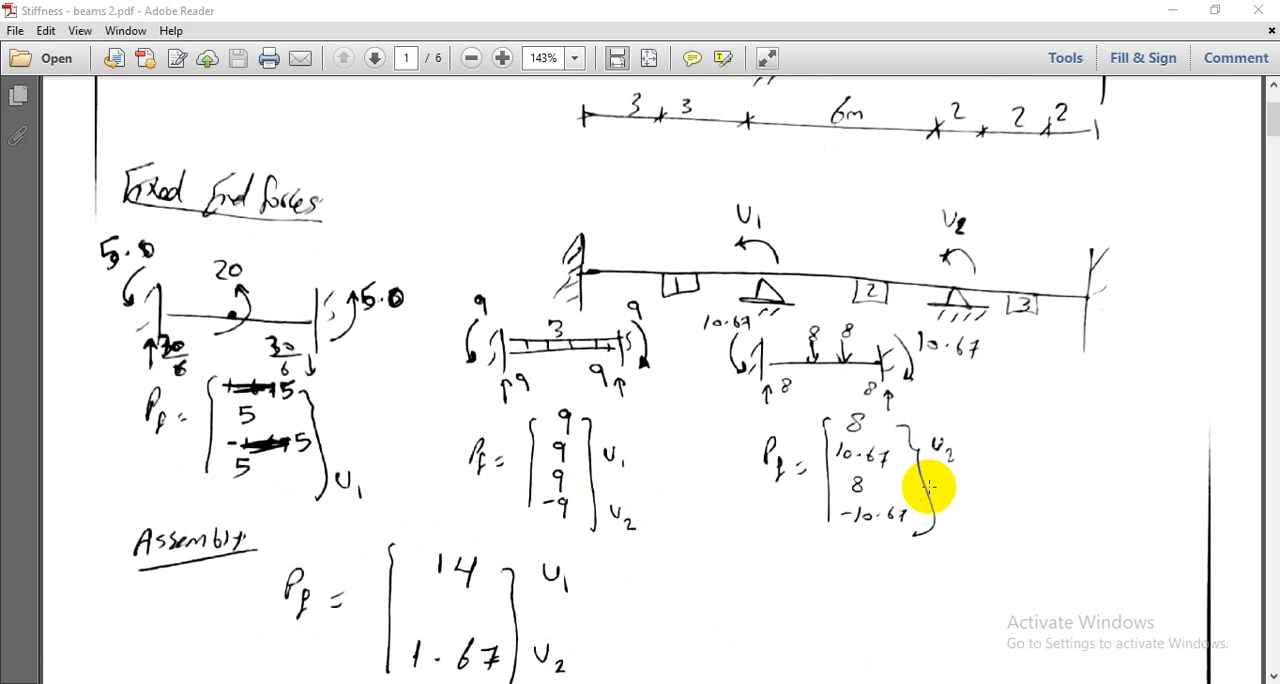 Stiffness - beams 2.pdf - Adobe Reader
File Edit View Window Help
Open 1 / 6 143% Tools Fill & Sign Comment
3 3 6m 2 2 2
Fixed End forces
U1 U2
5.0 20 5.0
1 2 3
30/6 30/6
9 3 9
9 9
10.67 8 8 10.67
8 8
Pf = 5 5 -5 5 U1
Pf = 9 9 9 -9 U1 U2
Pf = 8 10.67 8 -10.67 U2
Assembly
Pf = 14 U1
1.67 U2
Activate Windows
Go to Settings to activate Windows.